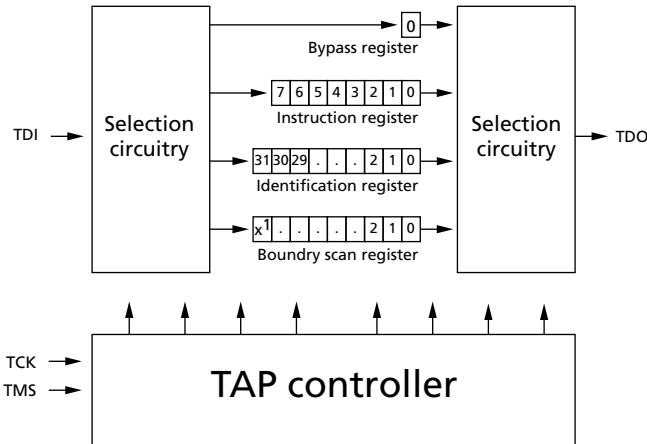 0
Bypass register
7 6 5 4 3 2 1 0
Instruction register
TDI
Selection
circuitry
Selection
circuitry
TDO
31 30 29 . . . 2 1 0
Identification register
x1 . . . . . 2 1 0
Boundry scan register
TCK
TMS
TAP controller